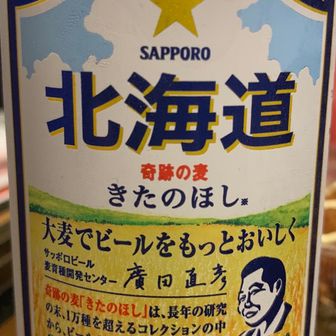 SAPPORO
北海道
奇跡の麦
きたのほし※
大麦でビールをもっとおいしく
サッポロビール
麦育種開発センター 廣田直彦
奇跡の麦「きたのほし」は、長年の研究
の末、1万種を超えるコレクションの中
から、ビ